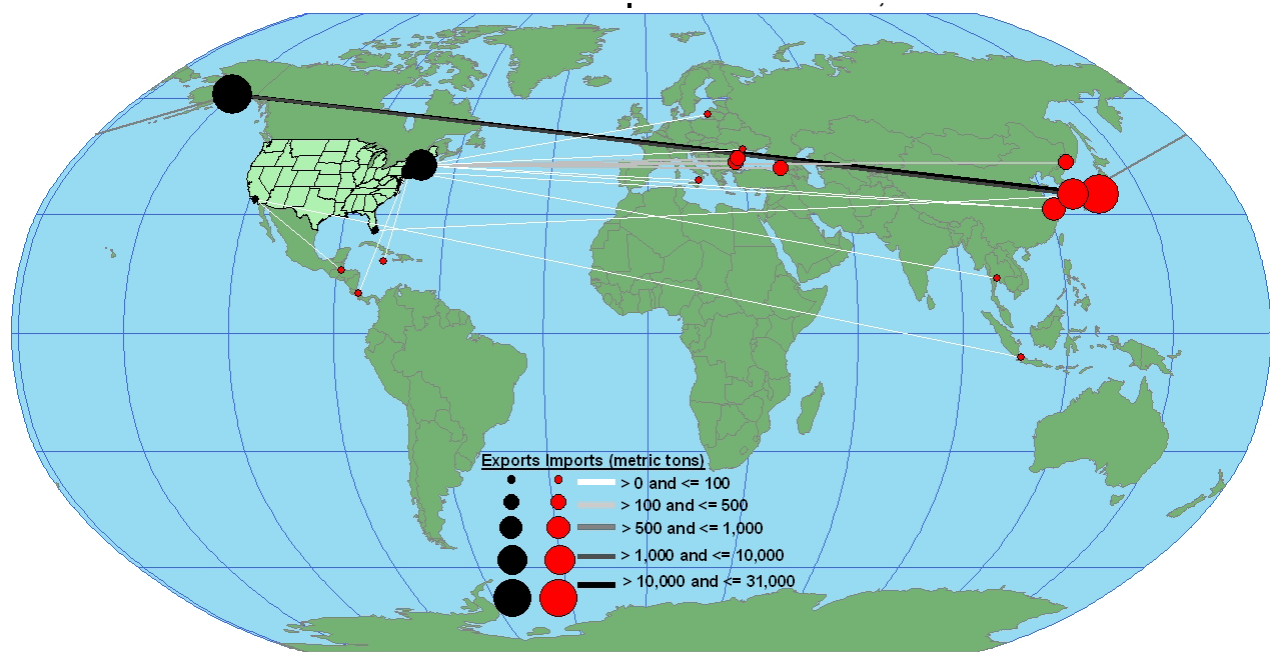 Exports Imports (metric tons)
> 0 and <= 100
> 100 and <= 500
> 500 and <= 1,000
> 1,000 and <= 10,000
> 10,000 and <= 31,000